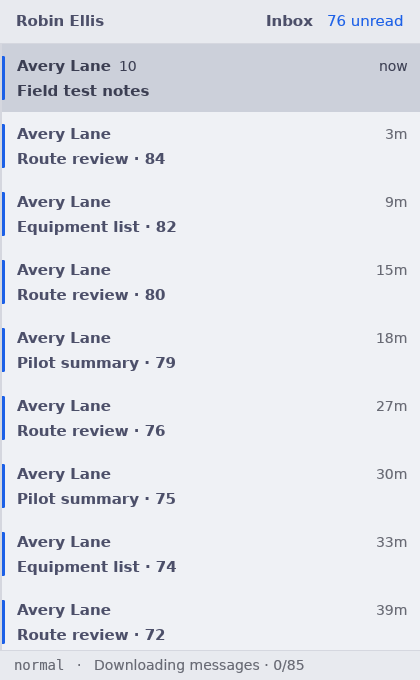 Robin Ellis Inbox 76 unread
Avery Lane 10 now
Field test notes
Avery Lane 3m
Route review · 84
Avery Lane 9m
Equipment list · 82
Avery Lane 15m
Route review · 80
Avery Lane 18m
Pilot summary · 79
Avery Lane 27m
Route review · 76
Avery Lane 30m
Pilot summary · 75
Avery Lane 33m
Equipment list · 74
Avery Lane 39m
Route review · 72
normal · Downloading messages · 0/85